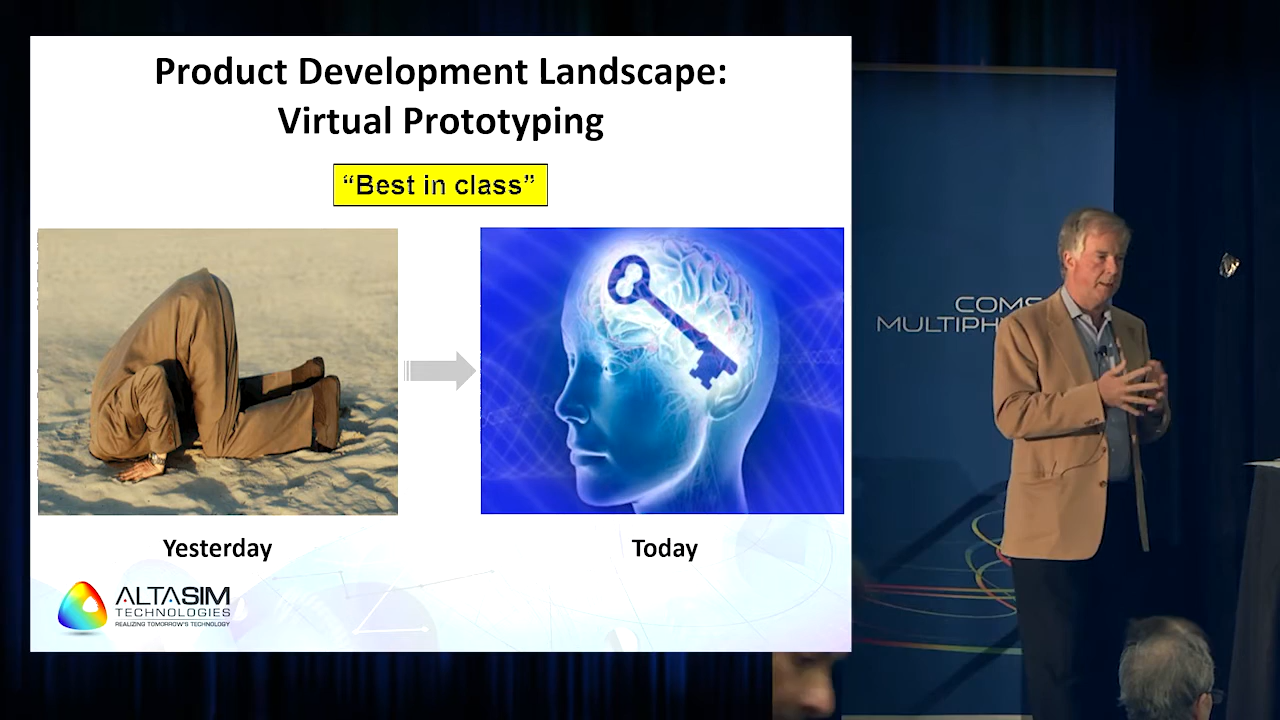 Product Development Landscape:
Virtual Prototyping
“Best in class”
Yesterday
Today
ALTASIM
TECHNOLOGIES
REALIZING TOMORROW'S TECHNOLOGY
COMS
MULTIPH